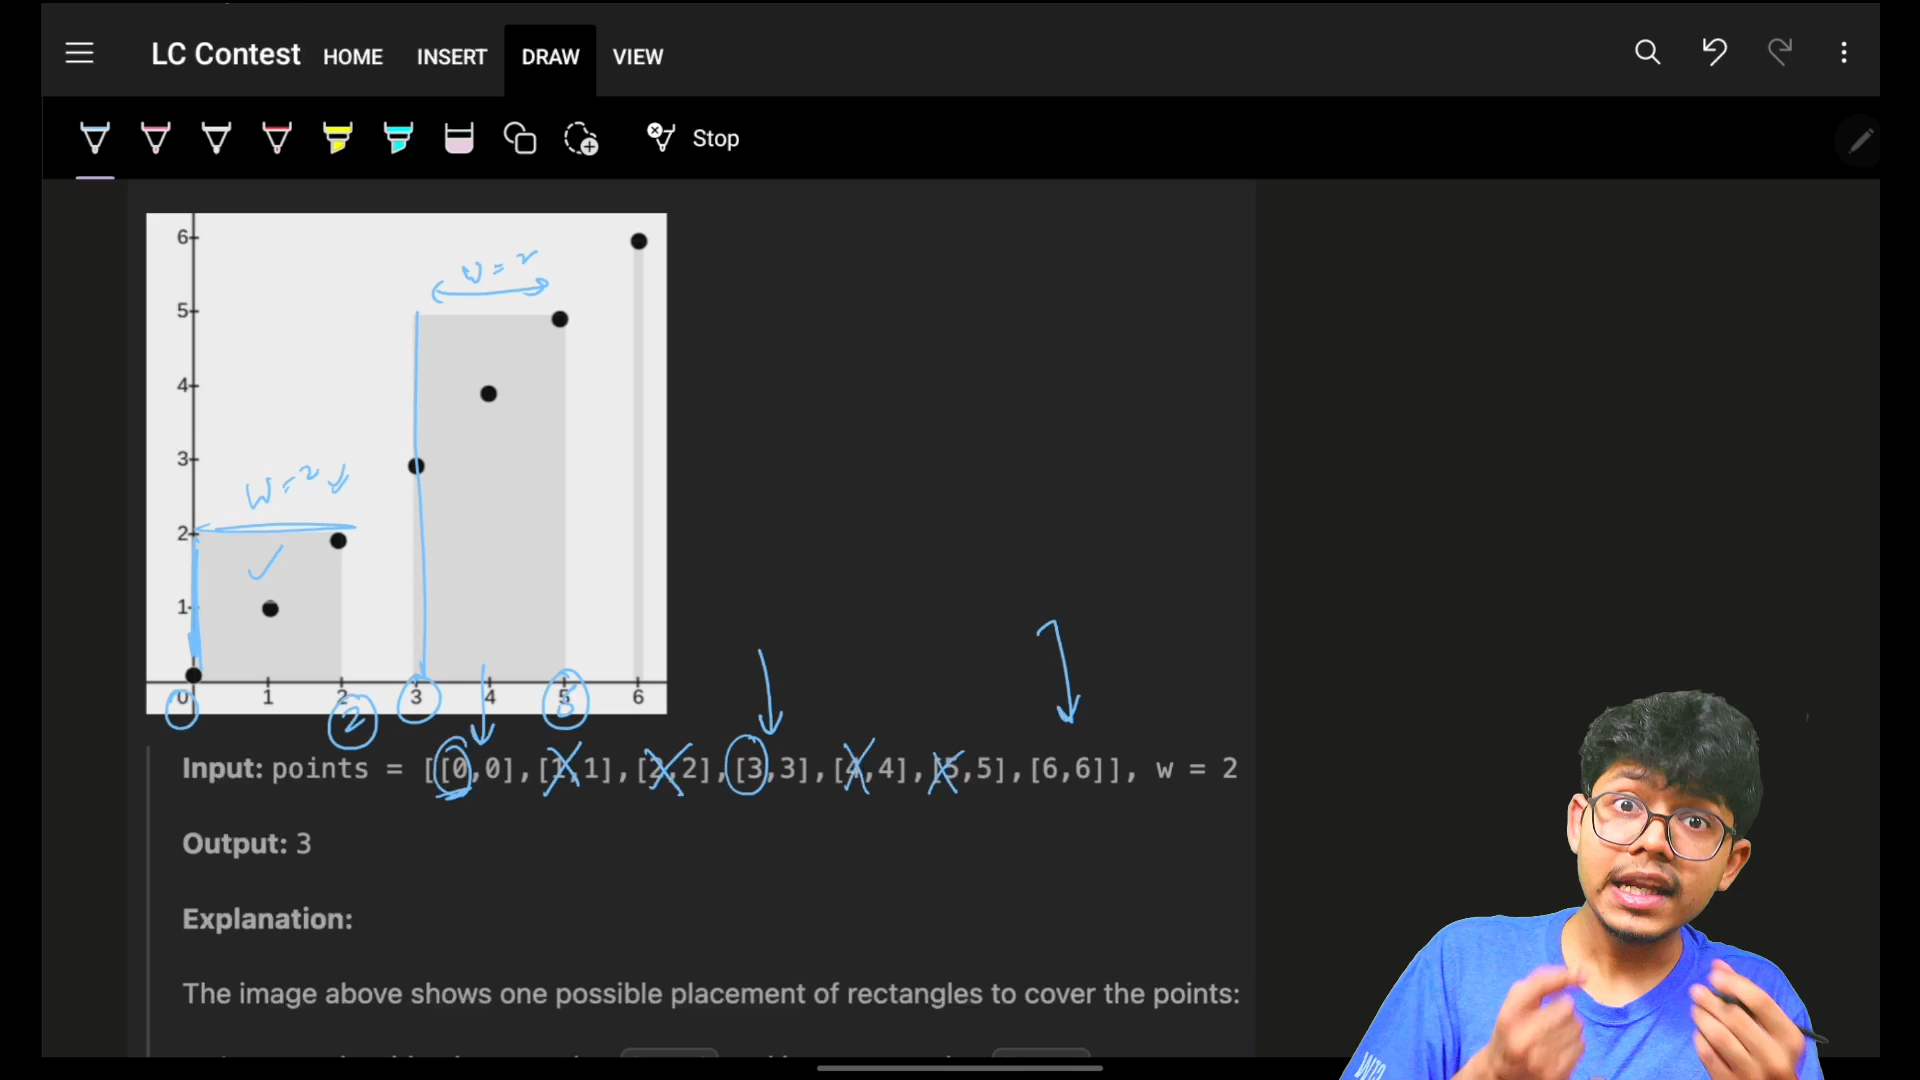 LC Contest HOME INSERT DRAW VIEW
Stop
6
w = 2
5
4
3
W = 2
2
1
0 1 2 3 4 5 6
2 5
Input: points = [[0,0],[1,1],[2,2],[3,3],[4,4],[5,5],[6,6]], w = 2
Output: 3
Explanation:
The image above shows one possible placement of rectangles to cover the points: